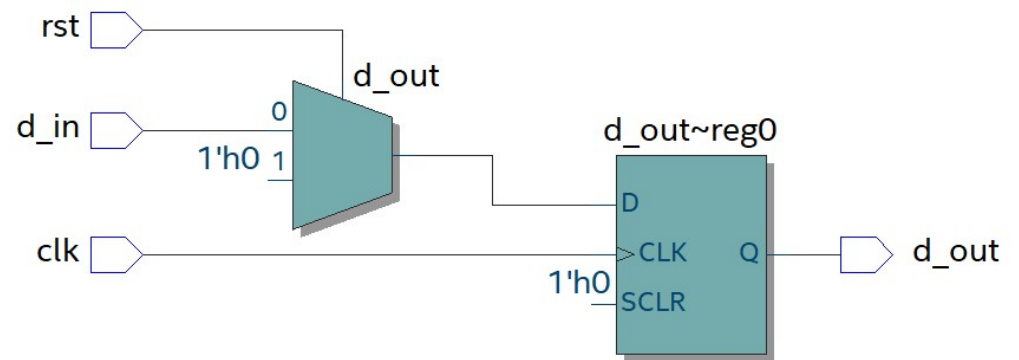 rst
d_out
d_in
0
1'h0 1
d_out~reg0
D
clk
CLK
Q
d_out
1'h0
SCLR